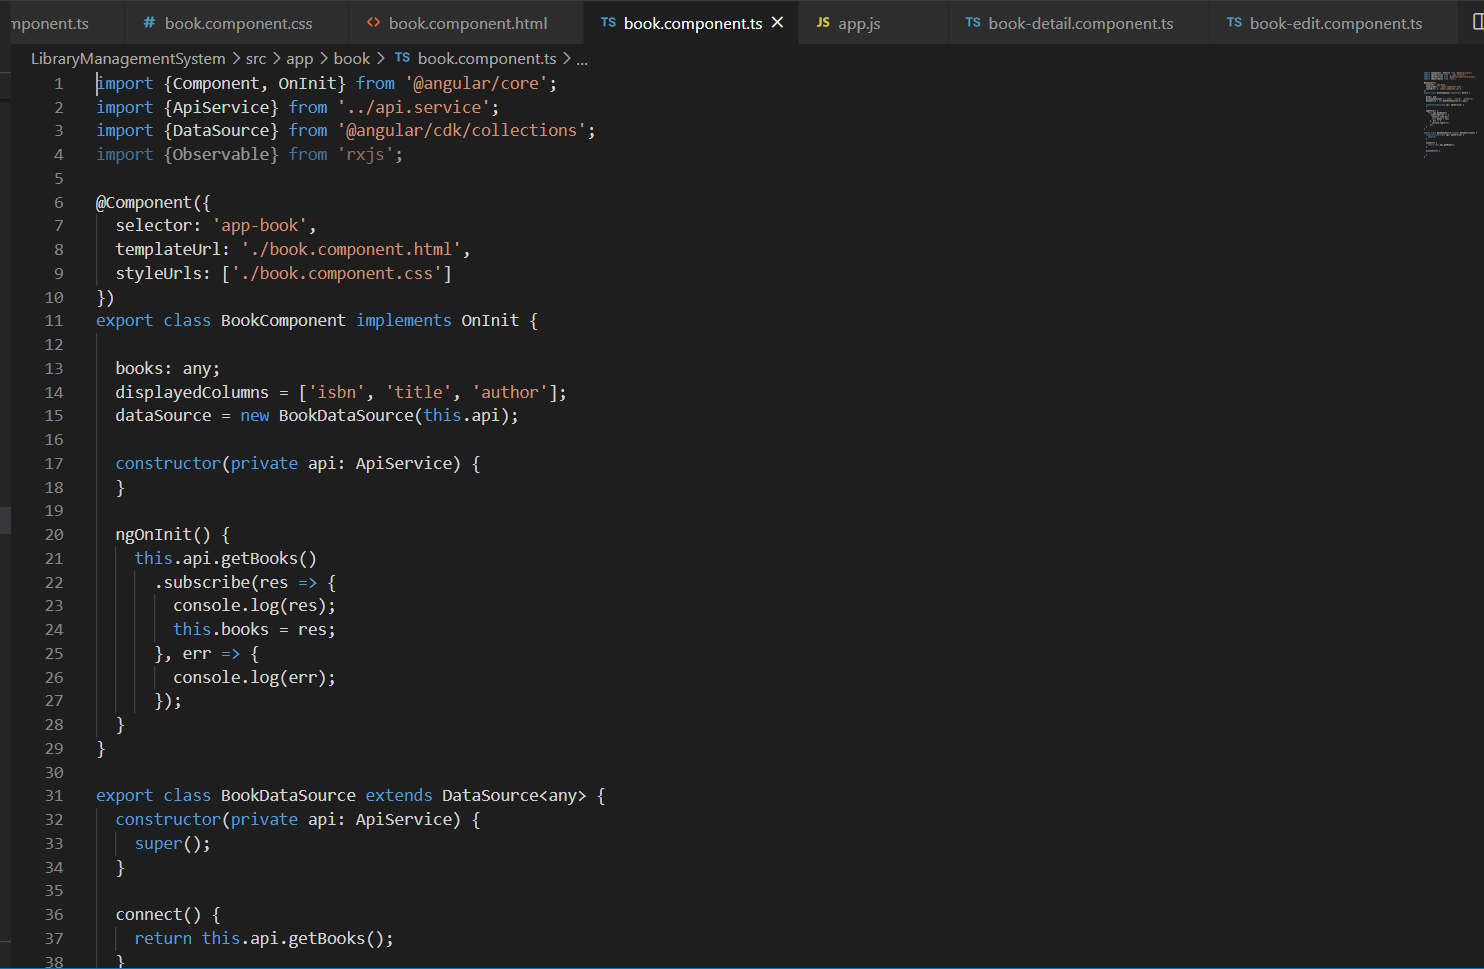 mponent.ts # book.component.css <> book.component.html TS book.component.ts × JS app.js TS book-detail.component.ts TS book-edit.component.ts
LibraryManagementSystem > src > app > book > TS book.component.ts > ...
1 import {Component, OnInit} from '@angular/core';
2 import {ApiService} from '../api.service';
3 import {DataSource} from '@angular/cdk/collections';
4 import {Observable} from 'rxjs';
5
6 @Component({
7 selector: 'app-book',
8 templateUrl: './book.component.html',
9 styleUrls: ['./book.component.css']
10 })
11 export class BookComponent implements OnInit {
12
13 books: any;
14 displayedColumns = ['isbn', 'title', 'author'];
15 dataSource = new BookDataSource(this.api);
16
17 constructor(private api: ApiService) {
18 }
19
20 ngOnInit() {
21 this.api.getBooks()
22 .subscribe(res => {
23 console.log(res);
24 this.books = res;
25 }, err => {
26 console.log(err);
27 });
28 }
29 }
30
31 export class BookDataSource extends DataSource<any> {
32 constructor(private api: ApiService) {
33 super();
34 }
35
36 connect() {
37 return this.api.getBooks();
38 }